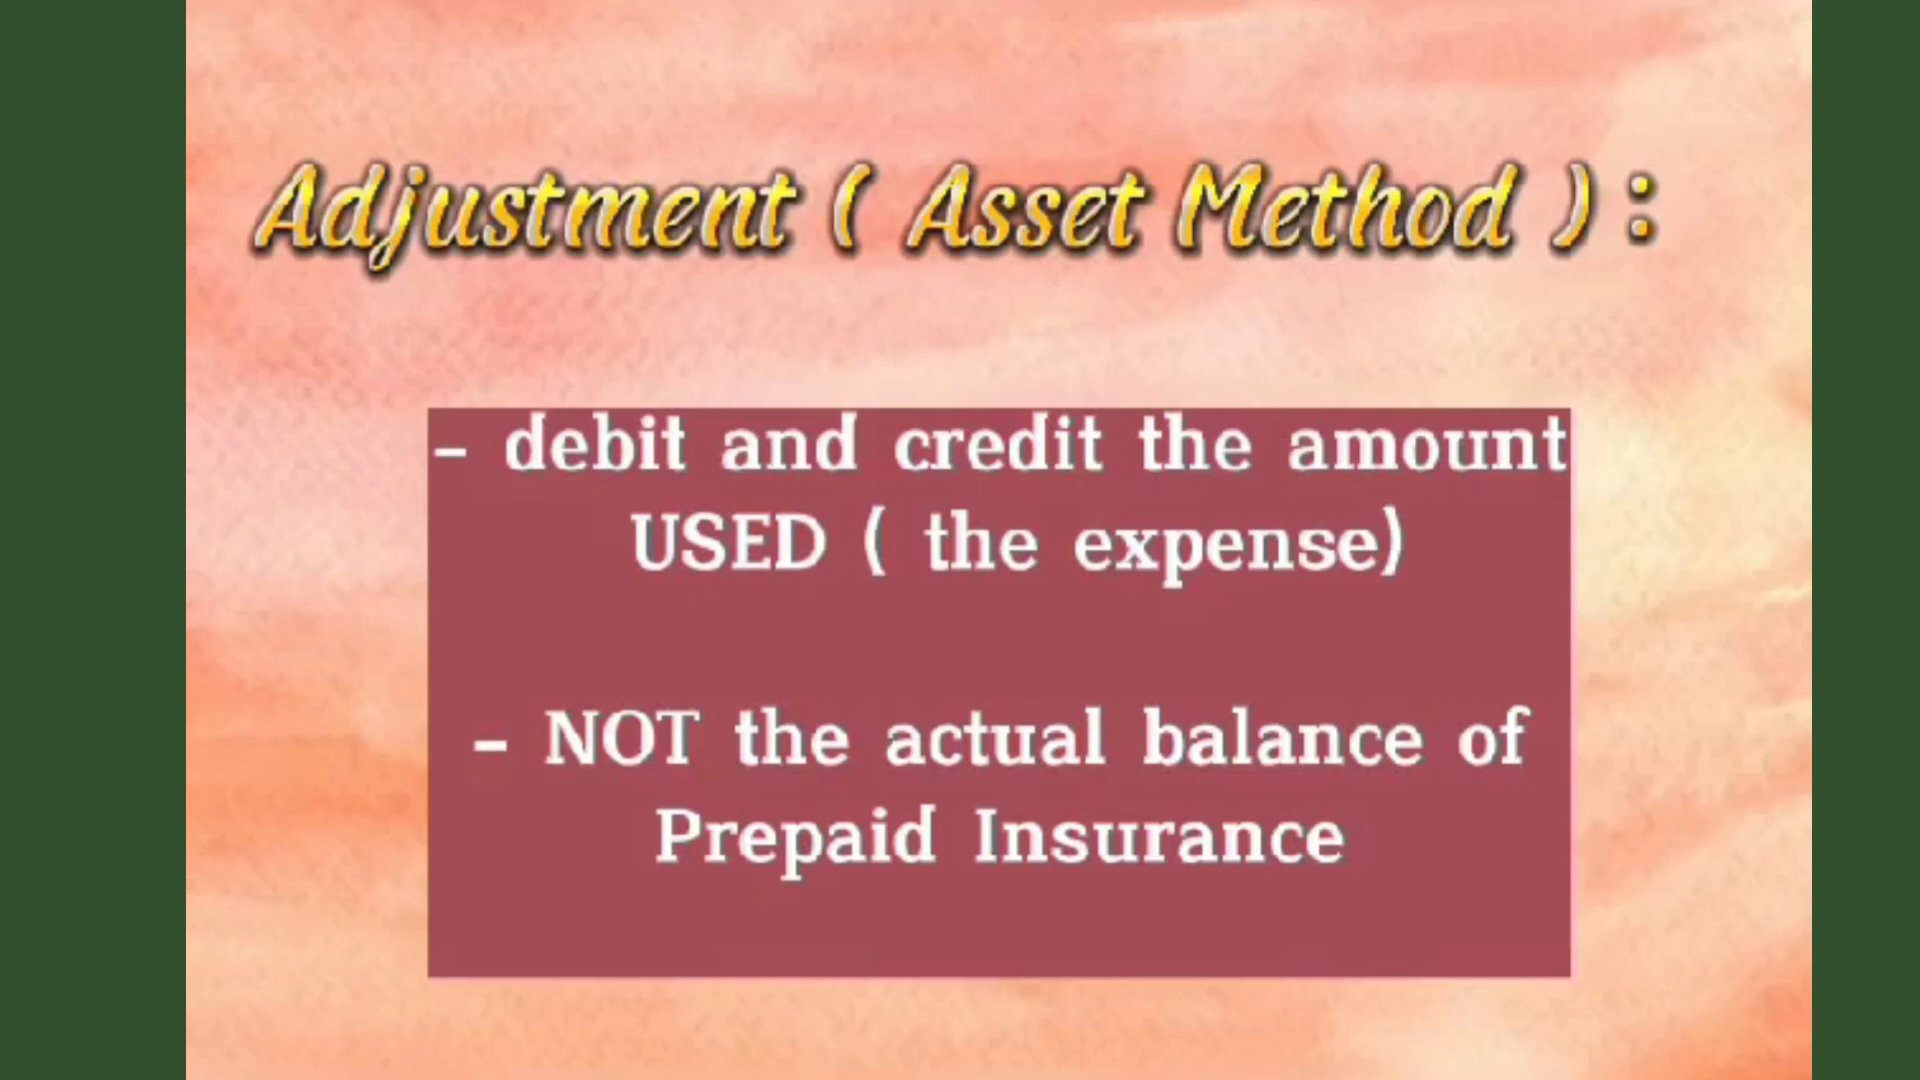 Adjustment ( Asset Method ) :
- debit and credit the amount
USED ( the expense)
- NOT the actual balance of
Prepaid Insurance